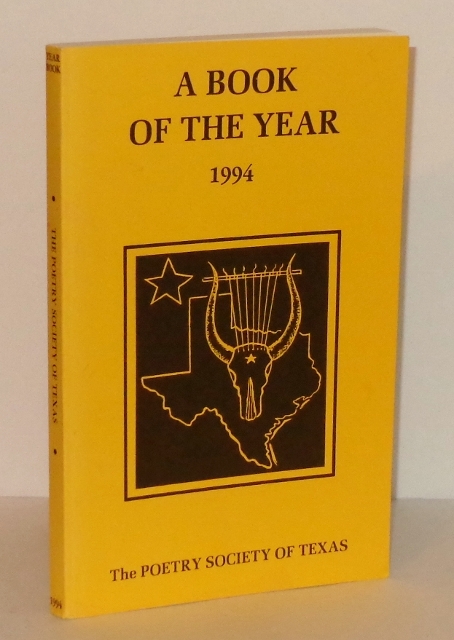 A BOOK
OF THE YEAR
1994
The POETRY SOCIETY OF TEXAS
YEAR
BOOK
• THE POETRY SOCIETY OF TEXAS •
1994